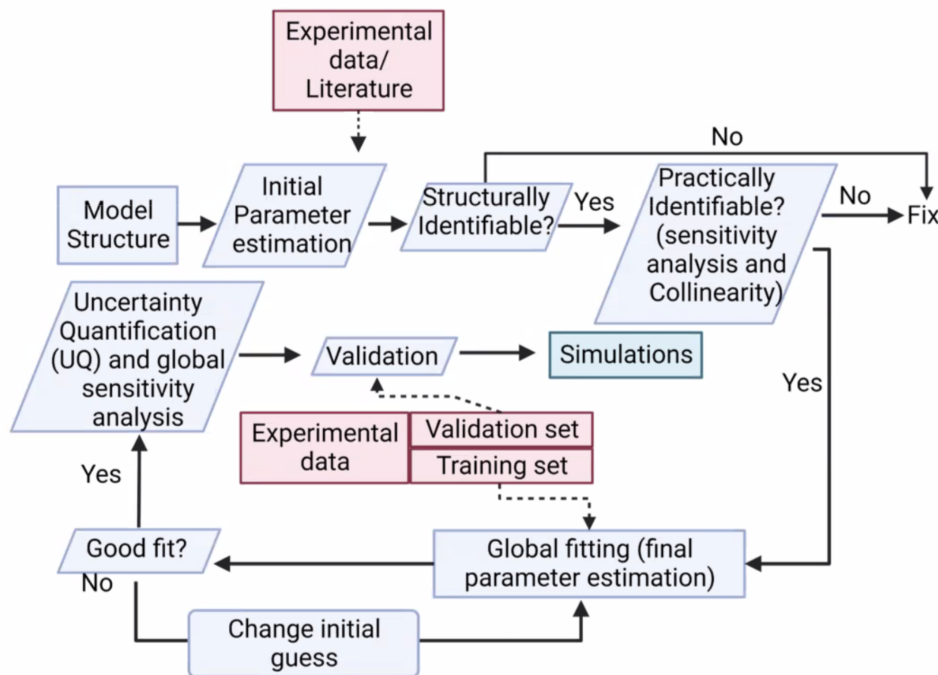 Experimental
data/
Literature
No
Model
Structure
Initial
Parameter
estimation
Structurally
Identifiable?
Yes
Practically
Identifiable?
(sensitivity
analysis and
Collinearity)
No
Fix
Uncertainty
Quantification
(UQ) and global
sensitivity
analysis
Validation
Simulations
Yes
Experimental
data
Validation set
Training set
Yes
Good fit?
No
Global fitting (final
parameter estimation)
Change initial
guess